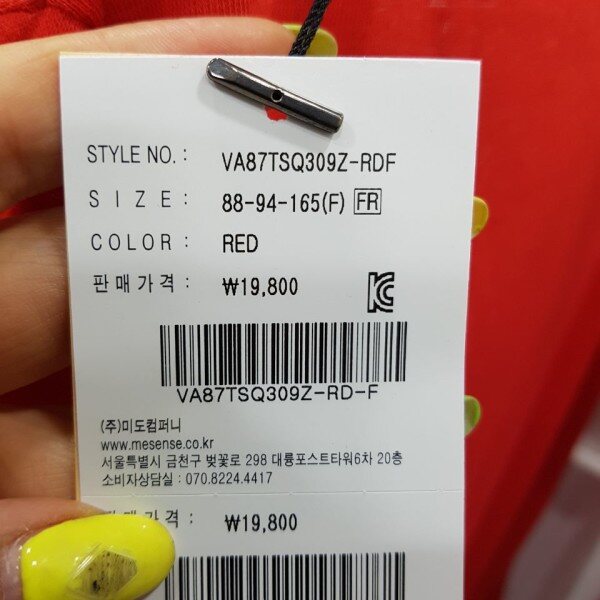 STYLE NO. : VA87TSQ309Z-RDF
SIZE : 88-94-165(F) FR
COLOR : RED
판매가격 : ₩19,800
KC
VA87TSQ309Z-RD-F
(주)미도컴퍼니
www.mesense.co.kr
서울특별시 금천구 벚꽃로 298 대륭포스트타워6차 20층
소비자상담실 : 070.8224.4417
매가격 : ₩19,800